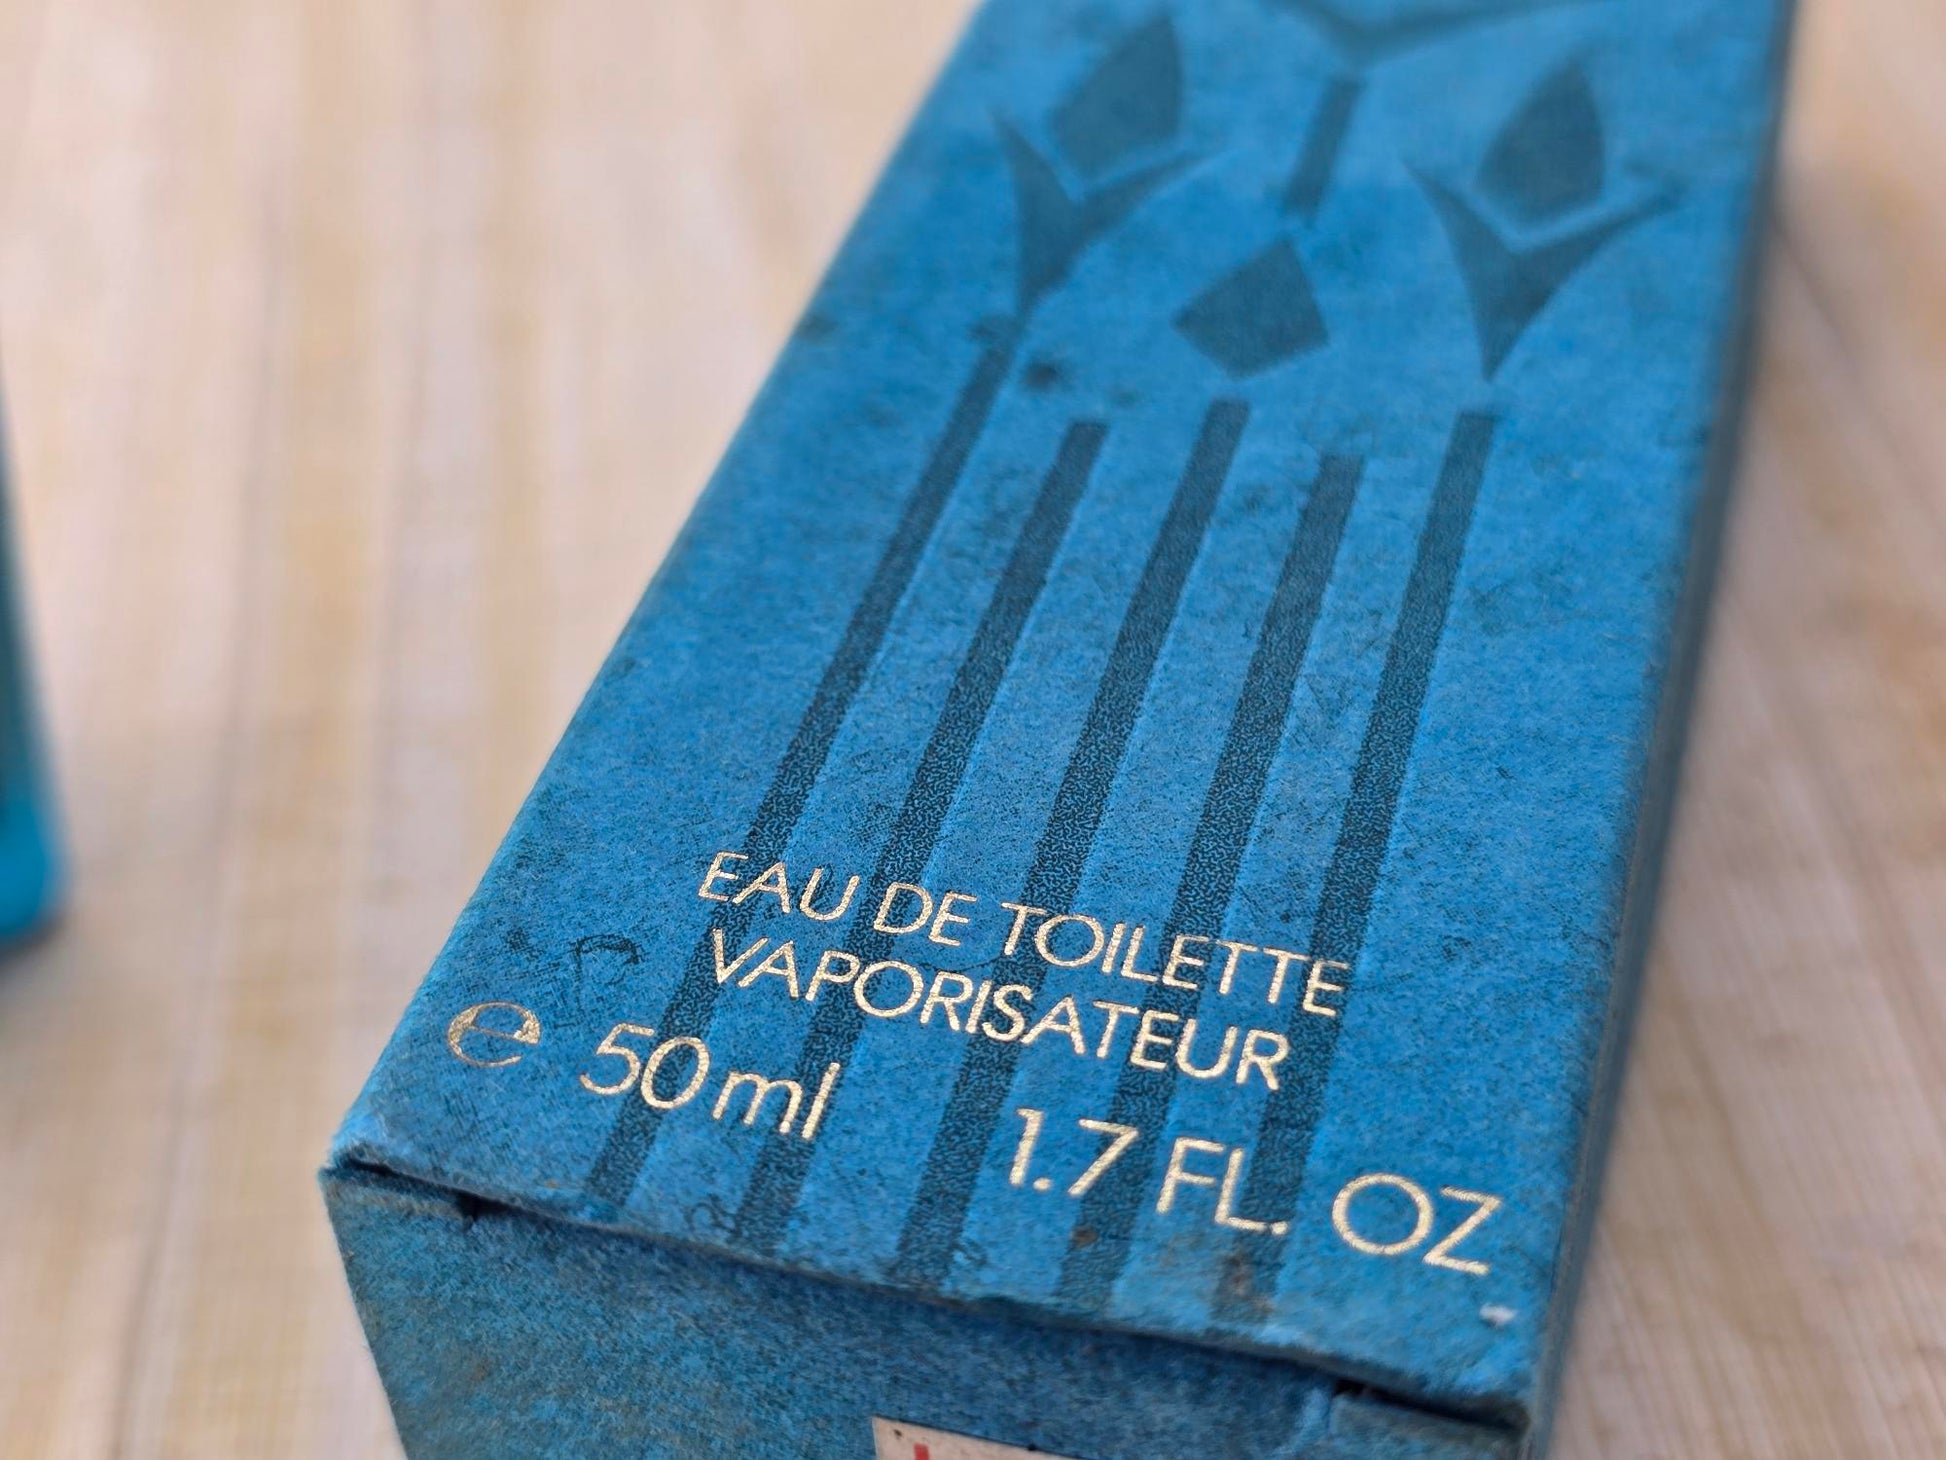 EAU DE TOILETTE
VAPORISATEUR
℮ 50 ml 1.7 FL. OZ